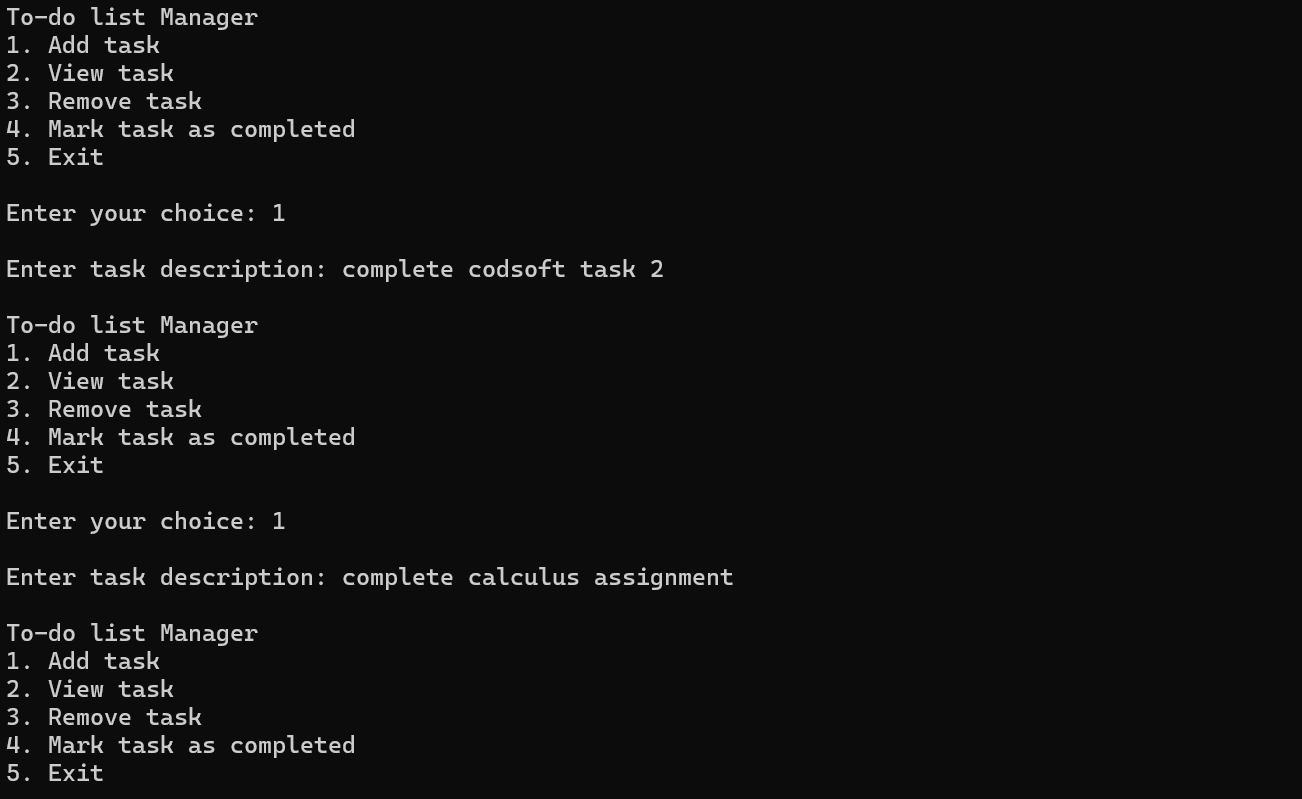 To-do list Manager
1. Add task
2. View task
3. Remove task
4. Mark task as completed
5. Exit
Enter your choice: 1
Enter task description: complete codsoft task 2
To-do list Manager
1. Add task
2. View task
3. Remove task
4. Mark task as completed
5. Exit
Enter your choice: 1
Enter task description: complete calculus assignment
To-do list Manager
1. Add task
2. View task
3. Remove task
4. Mark task as completed
5. Exit